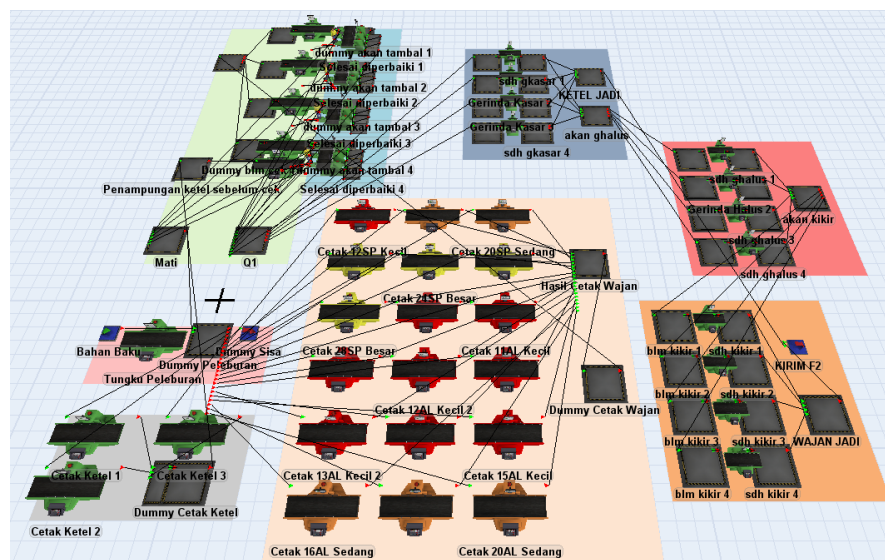 dummy akan tambal 1
Selesai diperbaiki 1
dummy akan tambal 2
Selesai diperbaiki 2
dummy akan tambal 3
Selesai diperbaiki 3
Dummy blm cek
dummy akan tambal 4
Penampungan ketel sebelum cek
Selesai diperbaiki 4
Mati
Q1
sdh gkasar 1
KETEL JADI
Gerinda Kasar 2
akan ghalus
Gerinda Kasar 3
sdh gkasar 4
sdh ghalus 1
Gerinda Halus 2
akan kikir
sdh ghalus 3
sdh ghalus 4
Cetak 12SP Kecil
Cetak 20SP Sedang
Hasil Cetak Wajan
Cetak 24SP Besar
Cetak 26SP Besar
Cetak 11AL Kecil
Cetak 12AL Kecil 2
Dummy Cetak Wajan
Cetak 13AL Kecil 2
Cetak 15AL Kecil
Cetak 16AL Sedang
Cetak 20AL Sedang
Bahan Baku
Dummy Sisa
Dummy Peleburan
Tungku Peleburan
Cetak Ketel 1
Cetak Ketel 3
Dummy Cetak Ketel
Cetak Ketel 2
blm kikir 1
sdh kikir 1
KIRIM F2
blm kikir 2
sdh kikir 2
blm kikir 3
sdh kikir 3
WAJAN JADI
blm kikir 4
sdh kikir 4